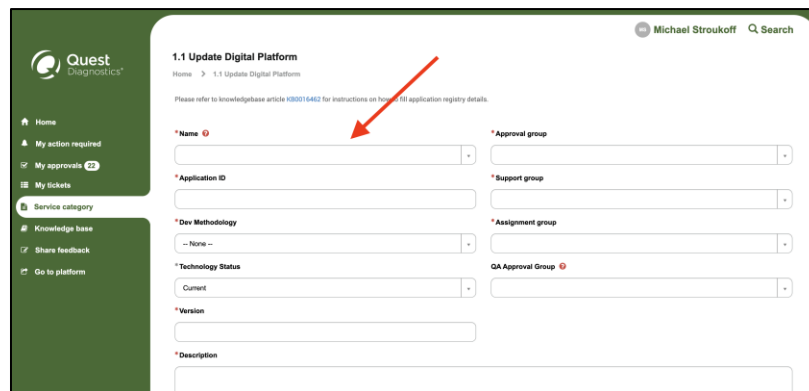 MS Michael Stroukoff Search
Quest
Diagnostics®
1.1 Update Digital Platform
Home > 1.1 Update Digital Platform
Please refer to knowledgebase article KB0016462 for instructions on how to fill application registry details.
Home
My action required
My approvals 22
My tickets
Service category
Knowledge base
Share feedback
Go to platform
*Name
*Approval group
*Application ID
*Support group
*Dev Methodology
-- None --
*Assignment group
*Technology Status
Current
QA Approval Group
*Version
*Description